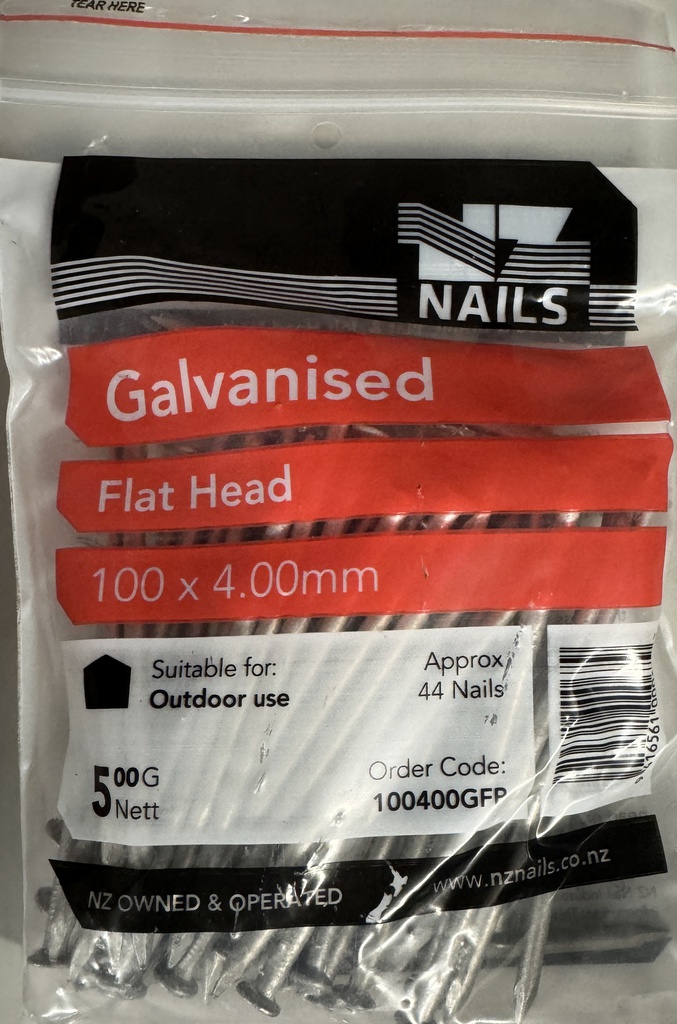 TEAR HERE
NZ
NAILS
Galvanised
Flat Head
100 x 4.00mm
Suitable for:
Outdoor use
Approx
44 Nails
500G
Nett
Order Code:
100400GFP
NZ OWNED & OPERATED
www.nznails.co.nz